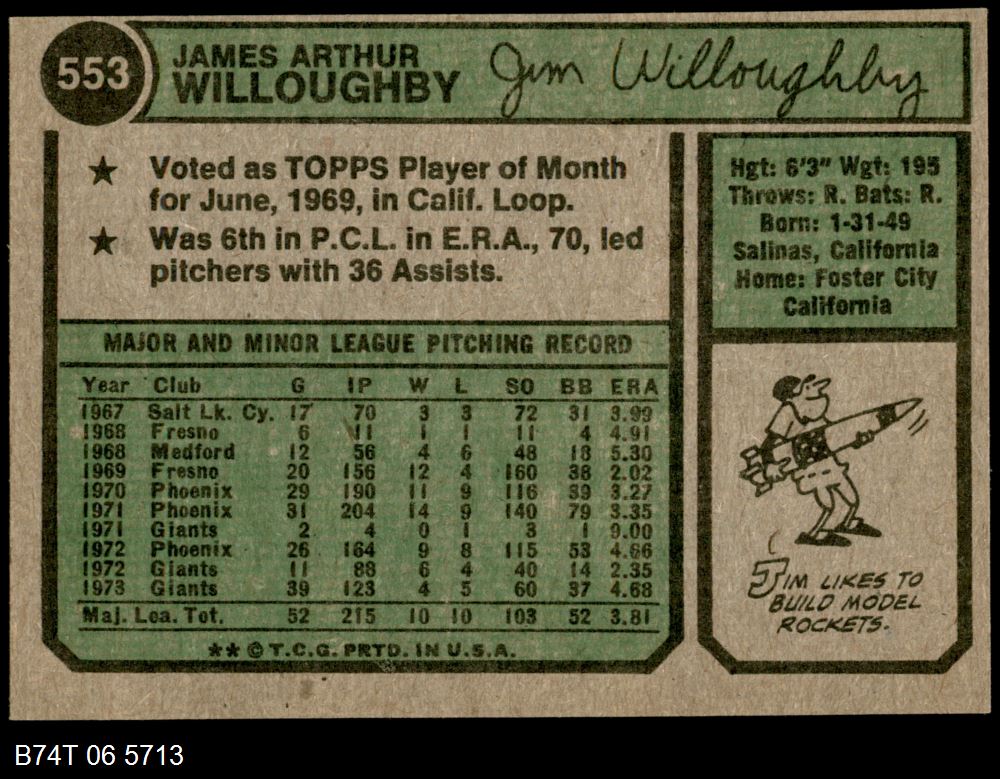 553
JAMES ARTHUR
WILLOUGHBY
Jim Willoughby
★ Voted as TOPPS Player of Month
for June, 1969, in Calif. Loop.
★ Was 6th in P.C.L. in E.R.A., 70, led
pitchers with 36 Assists.
Hgt: 6'3" Wgt: 195
Throws: R. Bats: R.
Born: 1-31-49
Salinas, California
Home: Foster City
California
MAJOR AND MINOR LEAGUE PITCHING RECORD
Year Club G IP W L SO BB ERA
1967 Salt Lk. Cy. 17 70 3 3 72 31 3.99
1968 Fresno 6 11 1 1 11 4 4.91
1968 Medford 12 56 4 6 48 18 5.30
1969 Fresno 20 156 12 4 160 38 2.02
1970 Phoenix 29 190 11 9 116 39 3.27
1971 Phoenix 31 204 14 9 140 79 3.35
1971 Giants 2 4 0 1 3 1 9.00
1972 Phoenix 26 164 9 8 115 53 4.66
1972 Giants 11 88 6 4 40 14 2.35
1973 Giants 39 123 4 5 60 37 4.68
Maj. Lea. Tot. 52 215 10 10 103 52 3.81
** © T.C.G. PRTD. IN U.S.A.
JIM LIKES TO
BUILD MODEL
ROCKETS.
B74T 06 5713